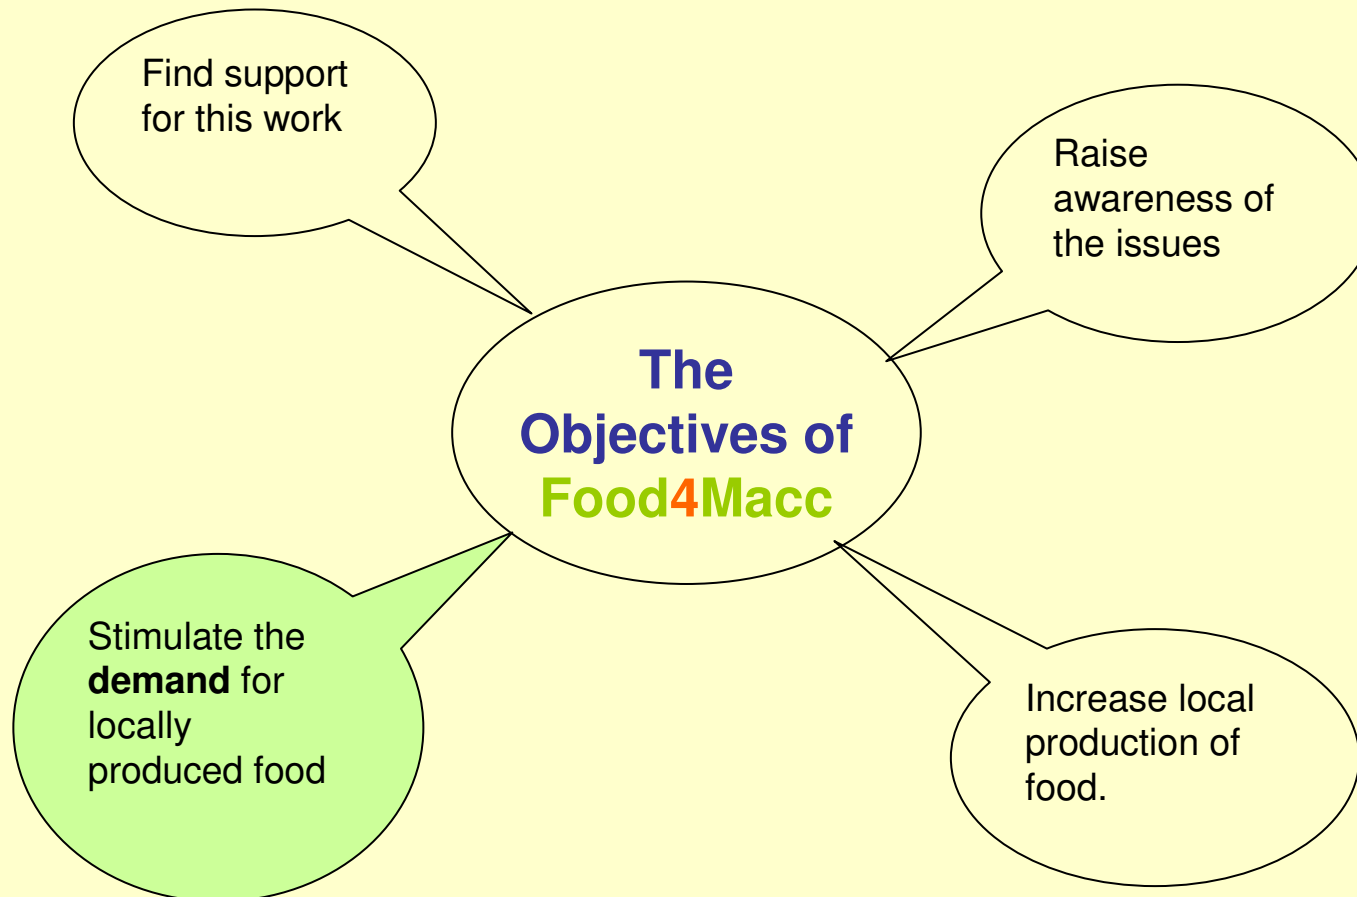 Find support
for this work
Raise
awareness of
the issues
The
Objectives of
Food4Macc
Stimulate the
demand for
locally
produced food
Increase local
production of
food.